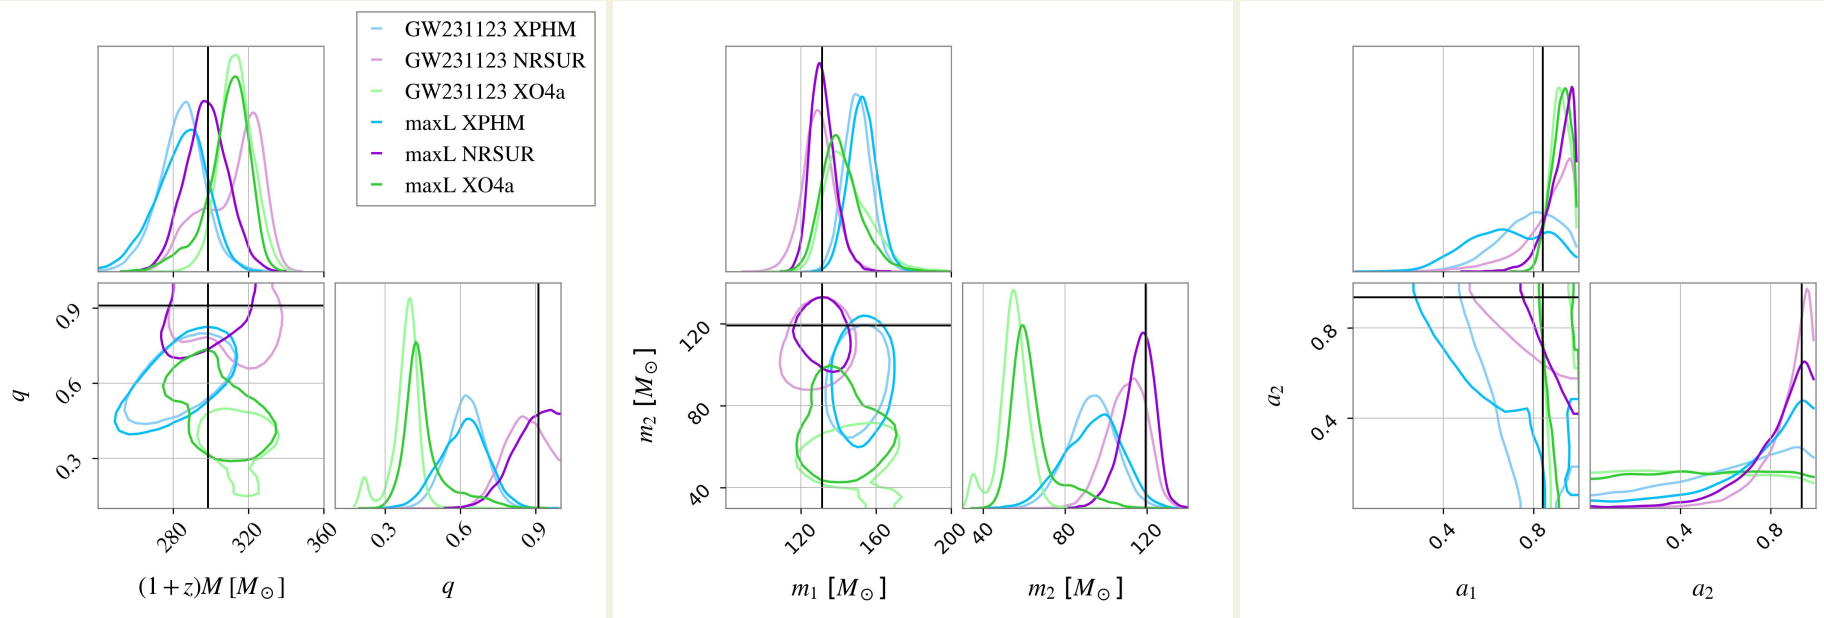 GW231123 XPHM
GW231123 NRSUR
GW231123 XO4a
maxL XPHM
maxL NRSUR
maxL XO4a
0.9
0.6
0.3
q
280
320
360
(1+z)M [M⊙]
0.3
0.6
0.9
q
120
80
40
m₂ [M⊙]
120
160
200
m₁ [M⊙]
40
80
120
m₂ [M⊙]
0.8
0.4
a₂
0.4
0.8
a₁
0.4
0.8
a₂